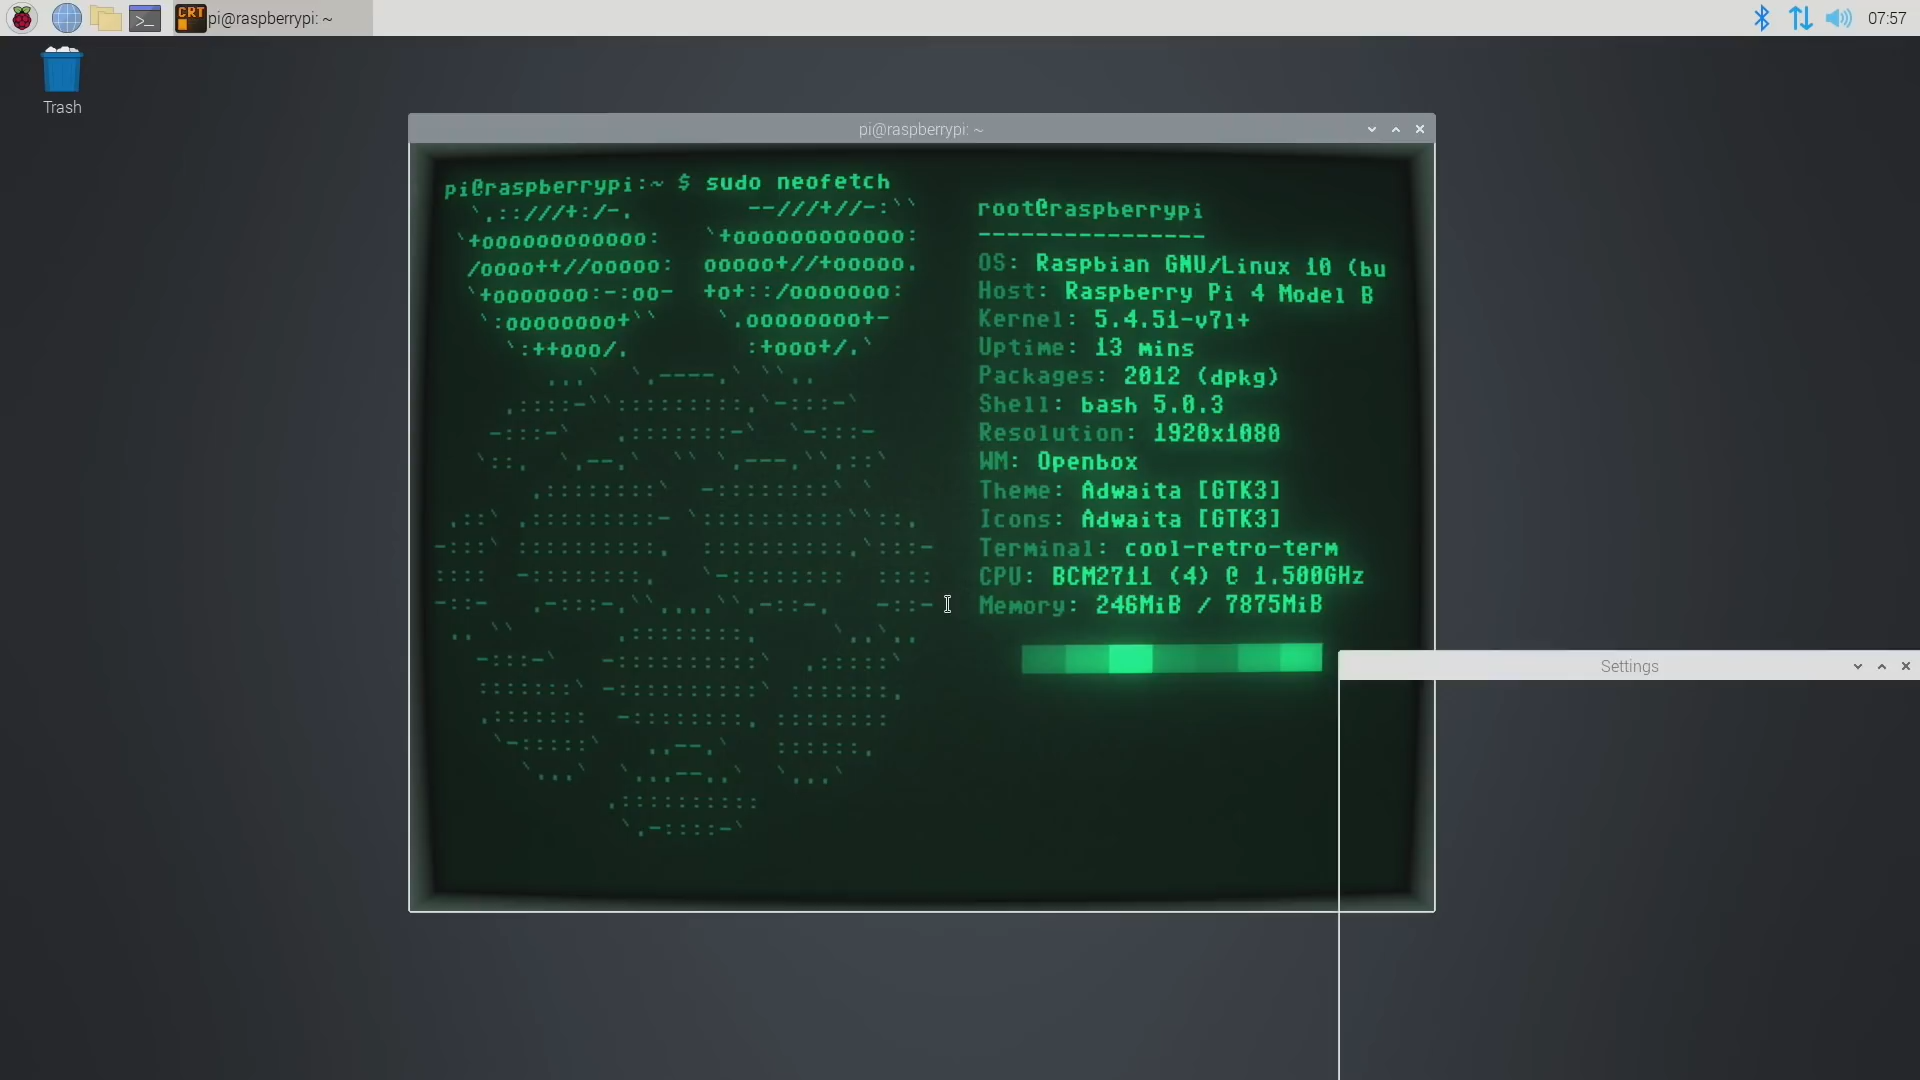 CRT pi@raspberrypi: ~
07:57
Trash
pi@raspberrypi: ~
pi@raspberrypi:~ $ sudo neofetch
root@raspberrypi
----------------
OS: Raspbian GNU/Linux 10 (bu
Host: Raspberry Pi 4 Model B
Kernel: 5.4.51-v7l+
Uptime: 13 mins
Packages: 2012 (dpkg)
Shell: bash 5.0.3
Resolution: 1920x1080
WM: Openbox
Theme: Adwaita [GTK3]
Icons: Adwaita [GTK3]
Terminal: cool-retro-term
CPU: BCM2711 (4) @ 1.500GHz
Memory: 246MiB / 7875MiB
Settings